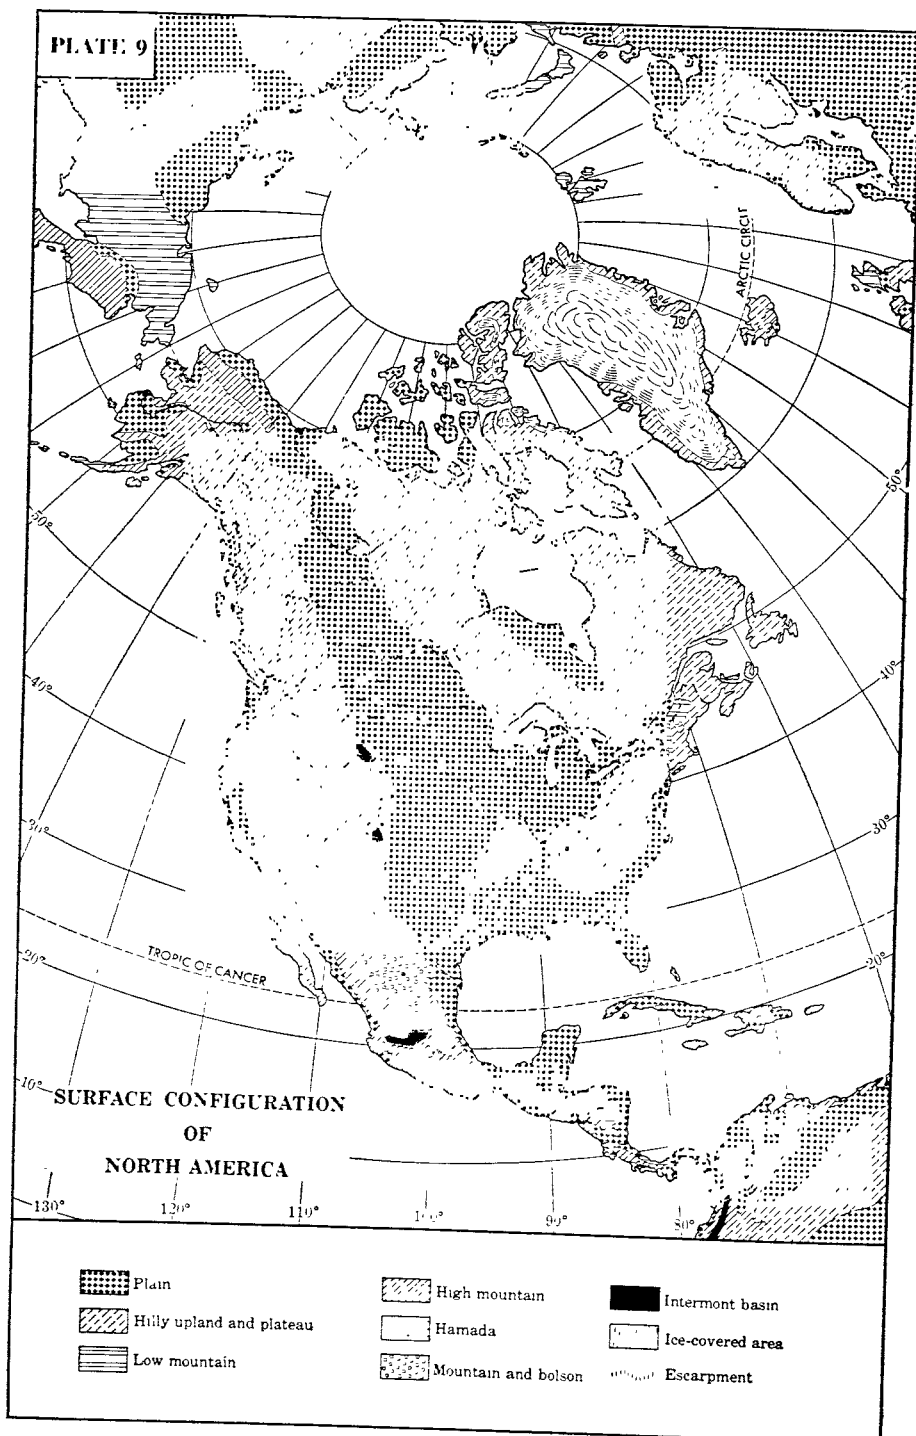 PLATE 9
ARCTIC CIRCLE
50°
50°
40°
40°
30°
30°
TROPIC OF CANCER
20°
20°
10°
SURFACE CONFIGURATION
OF
NORTH AMERICA
130°
120°
110°
100°
90°
80°
Plain
Hilly upland and plateau
Low mountain
High mountain
Hamada
Mountain and bolson
Intermont basin
Ice-covered area
Escarpment